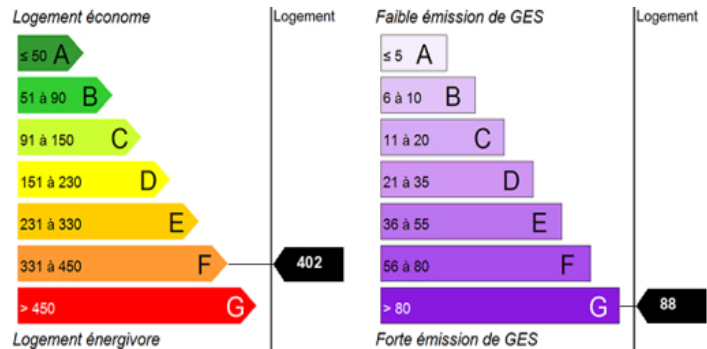 Logement économe
Logement
≤ 50 A
51 à 90 B
91 à 150 C
151 à 230 D
231 à 330 E
331 à 450 F
402
> 450 G
Logement énergivore
Faible émission de GES
Logement
≤ 5 A
6 à 10 B
11 à 20 C
21 à 35 D
36 à 55 E
56 à 80 F
> 80 G
88
Forte émission de GES